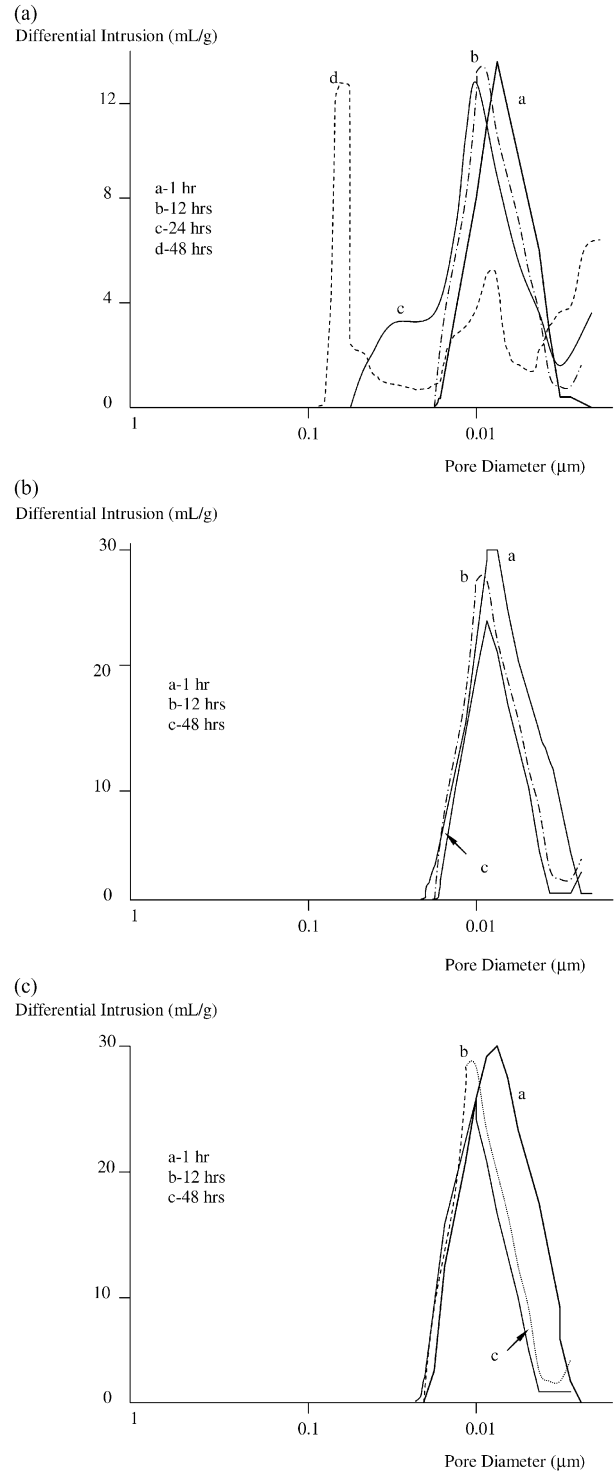 (a)
Differential Intrusion (mL/g)
d
b
a
12
a-1 hr
b-12 hrs
c-24 hrs
d-48 hrs
8
4
c
0
1
0.1
0.01
Pore Diameter (μm)
(b)
Differential Intrusion (mL/g)
30
a
b
20
a-1 hr
b-12 hrs
c-48 hrs
10
c
0
1
0.1
0.01
Pore Diameter (μm)
(c)
Differential Intrusion (mL/g)
30
b
a
a-1 hr
b-12 hrs
c-48 hrs
20
10
c
0
1
0.1
0.01
Pore Diameter (μm)